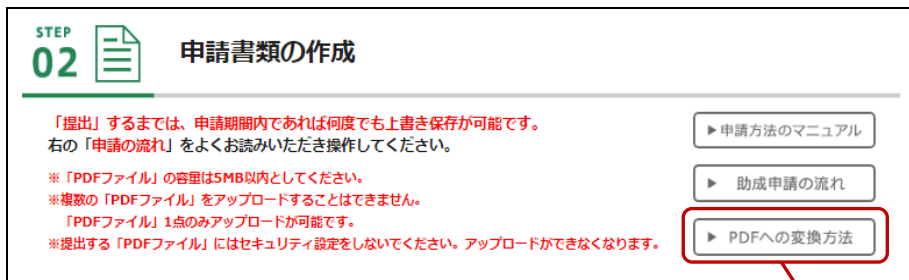 STEP
02
申請書類の作成
「提出」するまでは、申請期間内であれば何度でも上書き保存が可能です。
右の「申請の流れ」をよくお読みいただき操作してください。
※「PDFファイル」の容量は5MB以内としてください。
※複数の「PDFファイル」をアップロードすることはできません。
「PDFファイル」1点のみアップロードが可能です。
※提出する「PDFファイル」にはセキュリティ設定をしないでください。アップロードができなくなります。
▶申請方法のマニュアル
▶ 助成申請の流れ
▶ PDFへの変換方法